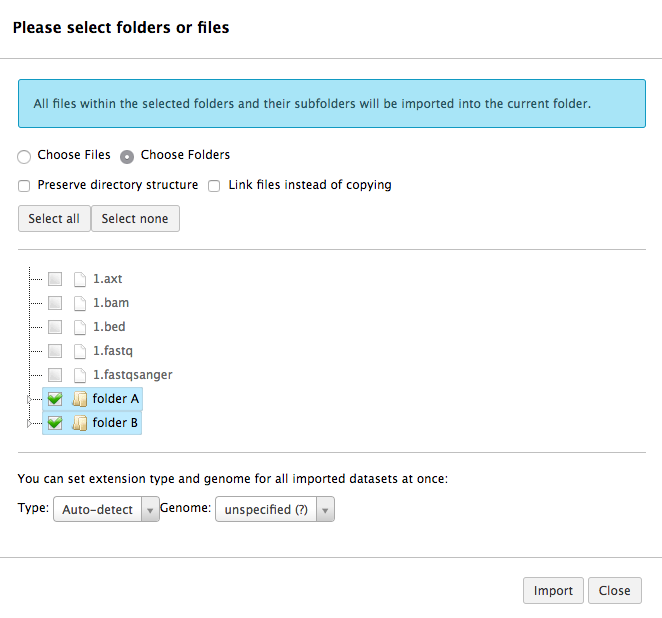 Please select folders or files
All files within the selected folders and their subfolders will be imported into the current folder.
Choose Files Choose Folders
Preserve directory structure Link files instead of copying
Select all Select none
1.axt
1.bam
1.bed
1.fastq
1.fastqsanger
folder A
folder B
You can set extension type and genome for all imported datasets at once:
Type: Auto-detect Genome: unspecified (?)
Import Close